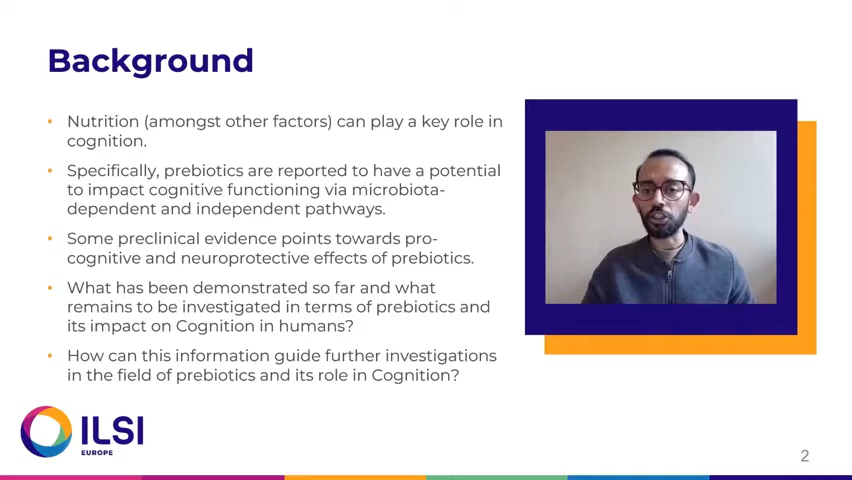 Background
• Nutrition (amongst other factors) can play a key role in
cognition.
• Specifically, prebiotics are reported to have a potential
to impact cognitive functioning via microbiota-
dependent and independent pathways.
• Some preclinical evidence points towards pro-
cognitive and neuroprotective effects of prebiotics.
• What has been demonstrated so far and what
remains to be investigated in terms of prebiotics and
its impact on Cognition in humans?
• How can this information guide further investigations
in the field of prebiotics and its role in Cognition?
ILSI
EUROPE
2